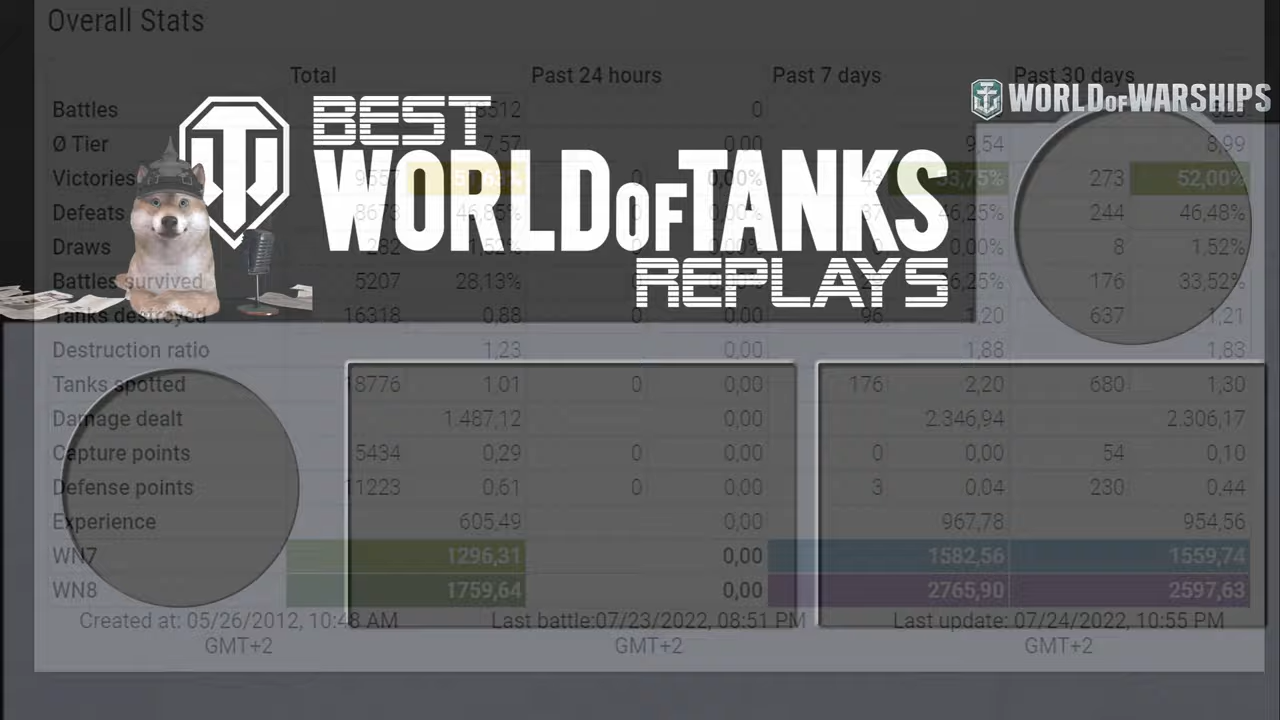 Overall Stats
Total Past 24 hours Past 7 days Past 30 days
BEST
WORLD OF TANKS
REPLAYS
WORLD OF WARSHIPS
Battles 0
Ø Tier 7,57 9,54 8,99
Victories 0,00% 273 52,00%
Defeats 8673 46,85% 46,25% 244 46,48%
Draws 262 1,52% 0,00% 8 1,52%
Battles survived 5207 28,13% 176 33,52%
Tanks destroyed 16318 0,88 0 0,00 96 1,20 637 1,21
Destruction ratio 1,23 0,00 1,88 1,83
Tanks spotted 18776 1,01 0 0,00 176 2,20 680 1,30
Damage dealt 1.487,12 0,00 2.346,94 2.306,17
Capture points 5434 0,29 0 0,00 0 0,00 54 0,10
Defense points 11223 0,61 0 0,00 3 0,04 230 0,44
Experience 605,49 0,00 967,78 954,56
WN7 1296,31 0,00 1582,56 1559,74
WN8 1759,64 0,00 2765,90 2597,63
Created at: 05/26/2012, 10:48 AM Last battle:07/23/2022, 08:51 PM Last update: 07/24/2022, 10:55 PM
GMT+2 GMT+2 GMT+2